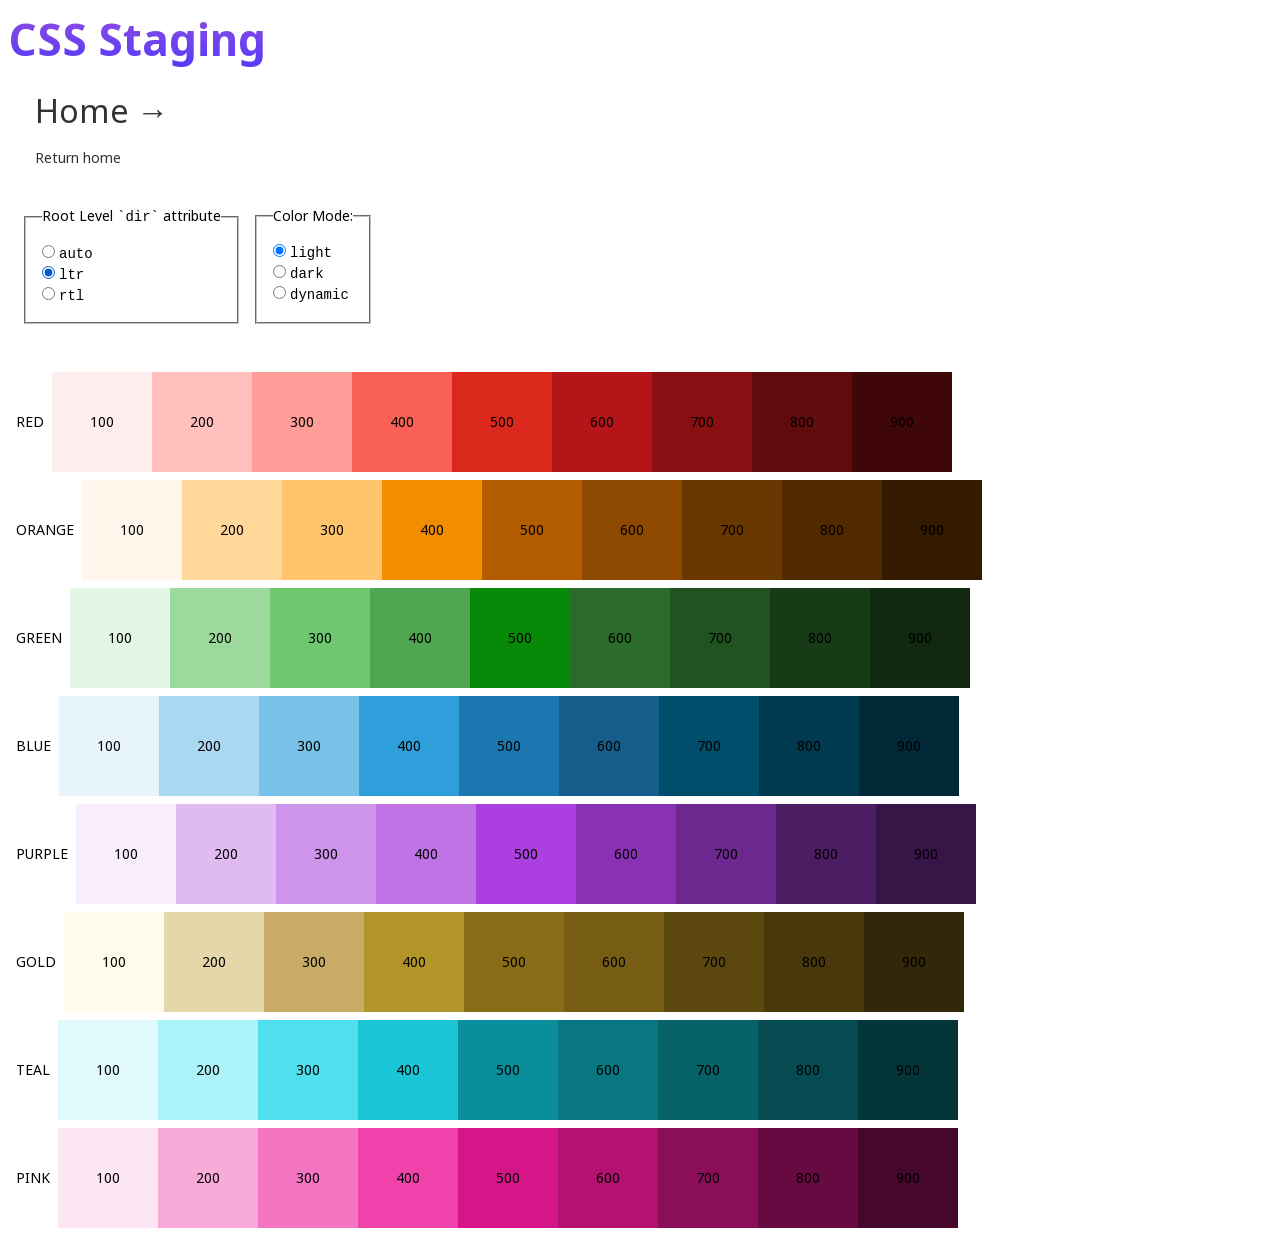 CSS Staging
Home →
Return home
Root Level `dir` attribute
auto
ltr
rtl
Color Mode:
light
dark
dynamic
RED 100 200 300 400 500 600 700 800 900
ORANGE 100 200 300 400 500 600 700 800 900
GREEN 100 200 300 400 500 600 700 800 900
BLUE 100 200 300 400 500 600 700 800 900
PURPLE 100 200 300 400 500 600 700 800 900
GOLD 100 200 300 400 500 600 700 800 900
TEAL 100 200 300 400 500 600 700 800 900
PINK 100 200 300 400 500 600 700 800 900